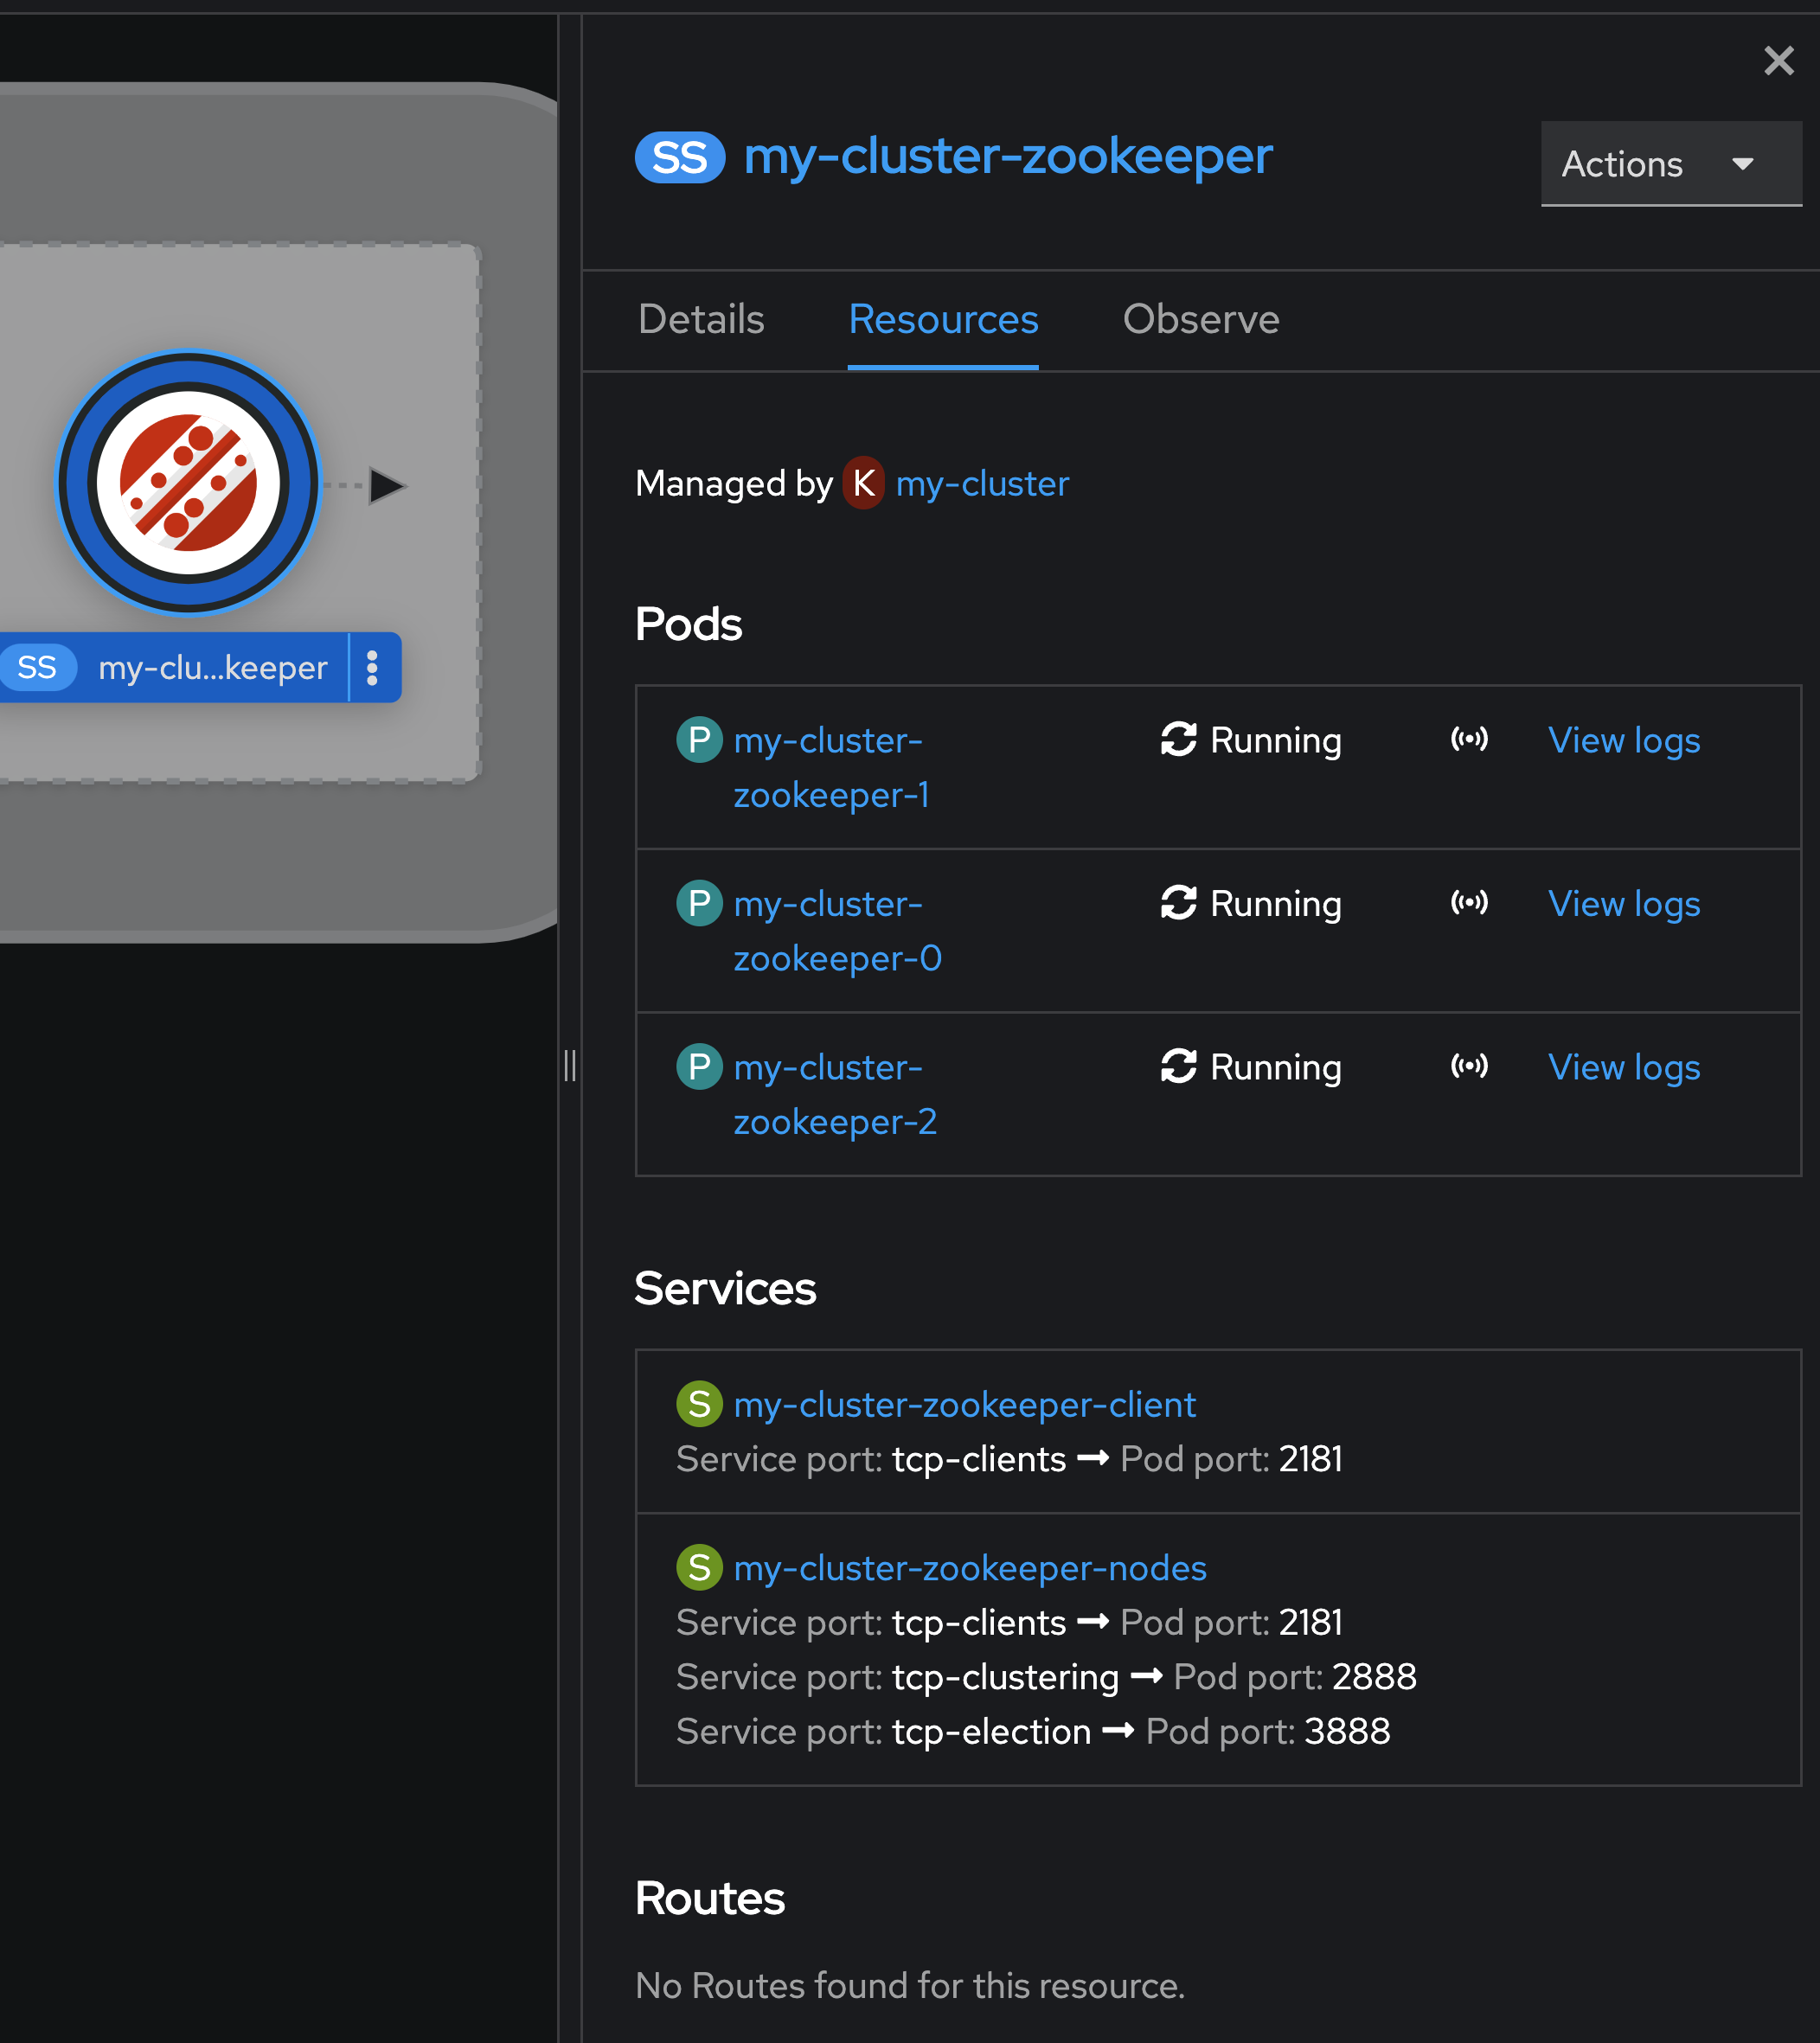 SS my-cluster-zookeeper
Actions
Details Resources Observe
Managed by K my-cluster
SS my-clu...keeper
Pods
P my-cluster-
zookeeper-1
Running
View logs
P my-cluster-
zookeeper-0
Running
View logs
P my-cluster-
zookeeper-2
Running
View logs
Services
S my-cluster-zookeeper-client
Service port: tcp-clients → Pod port: 2181
S my-cluster-zookeeper-nodes
Service port: tcp-clients → Pod port: 2181
Service port: tcp-clustering → Pod port: 2888
Service port: tcp-election → Pod port: 3888
Routes
No Routes found for this resource.